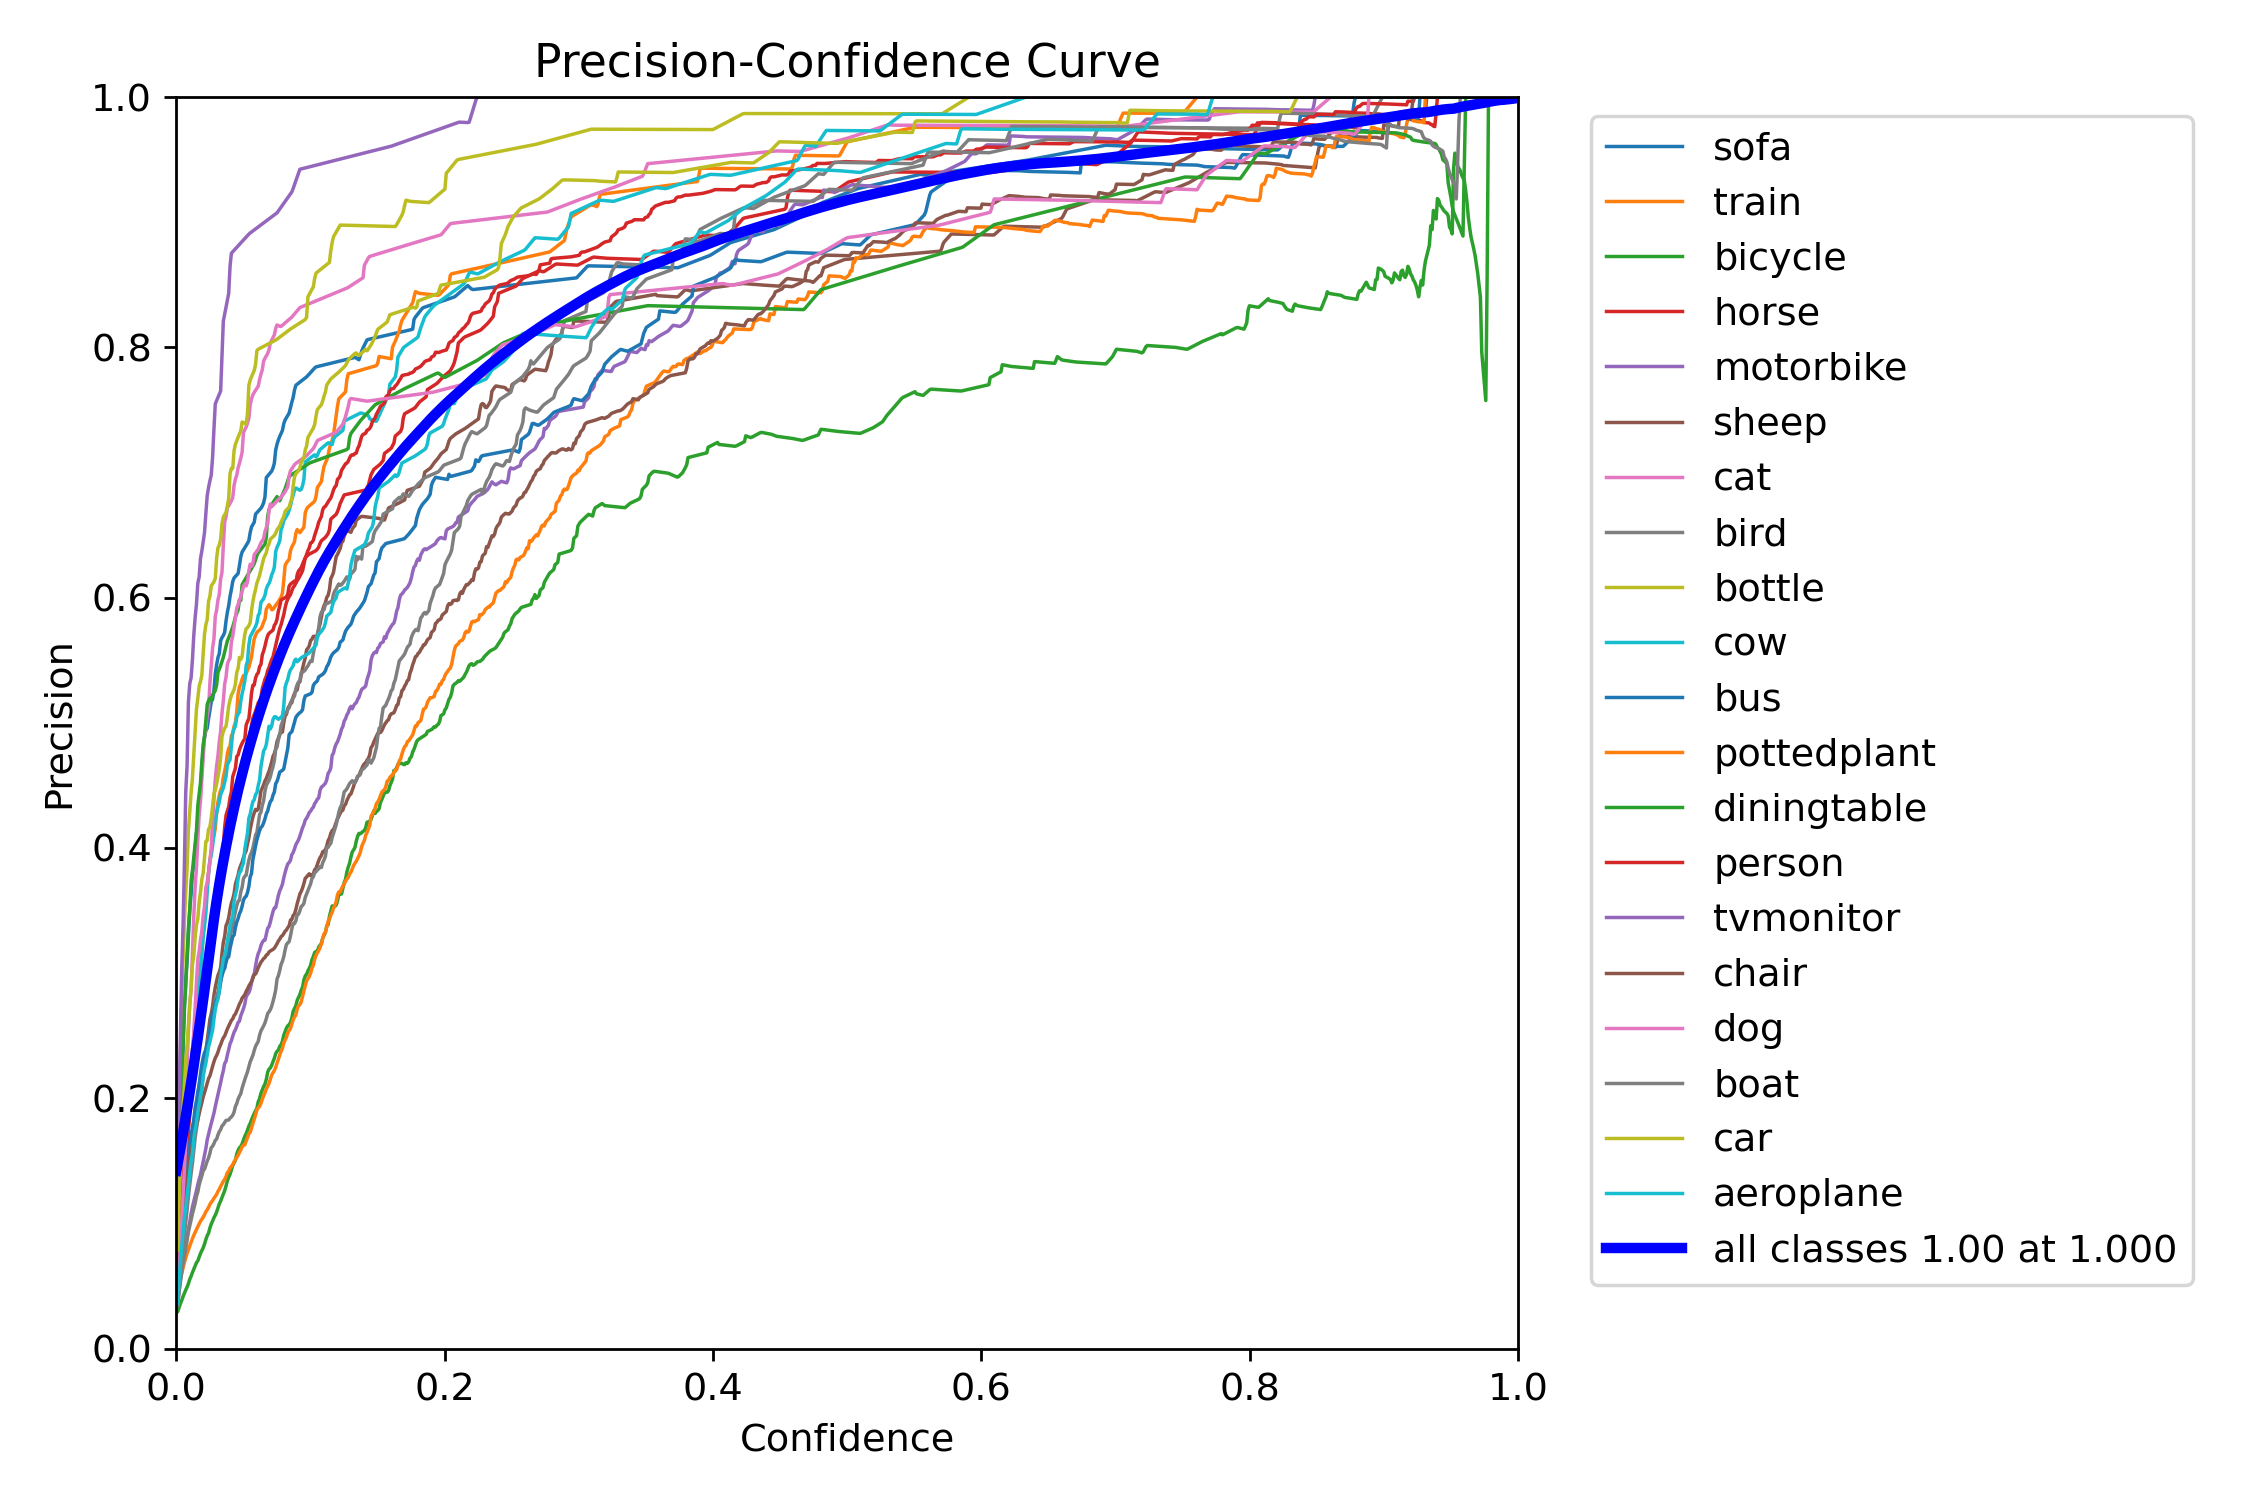 Precision-Confidence Curve
1.0
0.8
0.6
0.4
0.2
0.0
Precision
0.0 0.2 0.4 0.6 0.8 1.0
Confidence
sofa
train
bicycle
horse
motorbike
sheep
cat
bird
bottle
cow
bus
pottedplant
diningtable
person
tvmonitor
chair
dog
boat
car
aeroplane
all classes 1.00 at 1.000